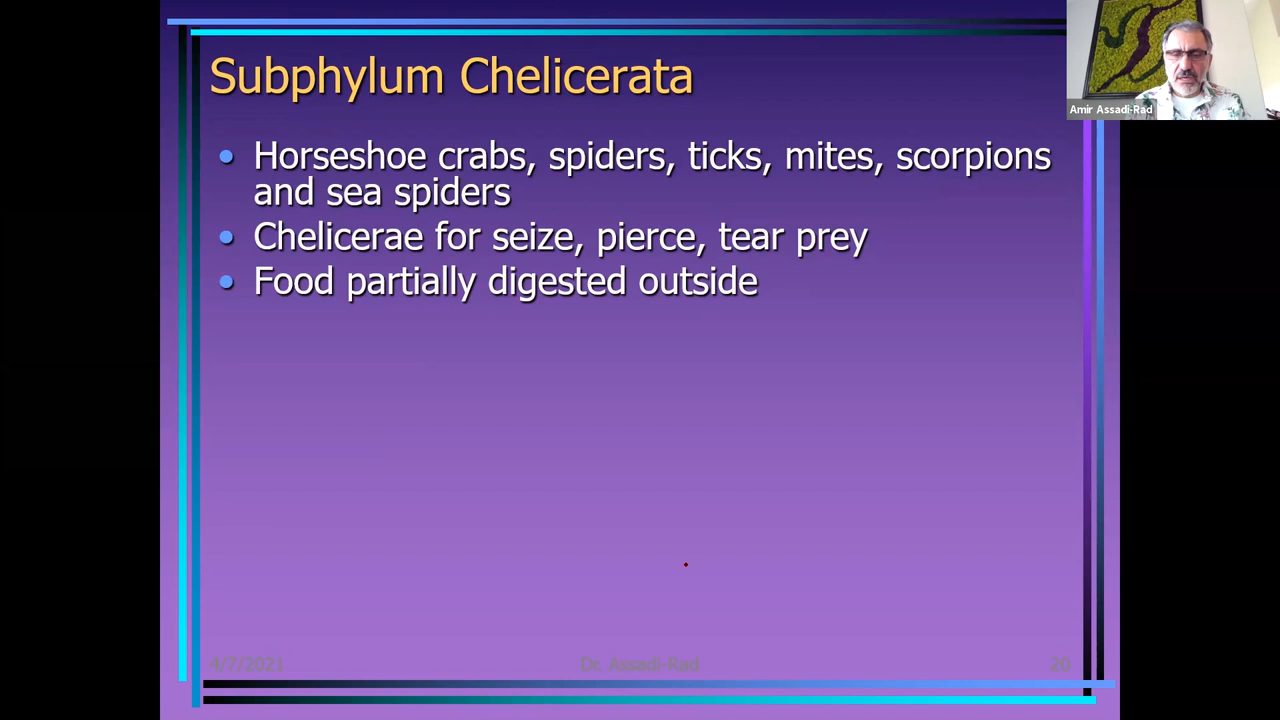 Subphylum Chelicerata
Amir Assadi-Rad
• Horseshoe crabs, spiders, ticks, mites, scorpions
and sea spiders
• Chelicerae for seize, pierce, tear prey
• Food partially digested outside
4/7/2021
Dr. Assadi-Rad
20